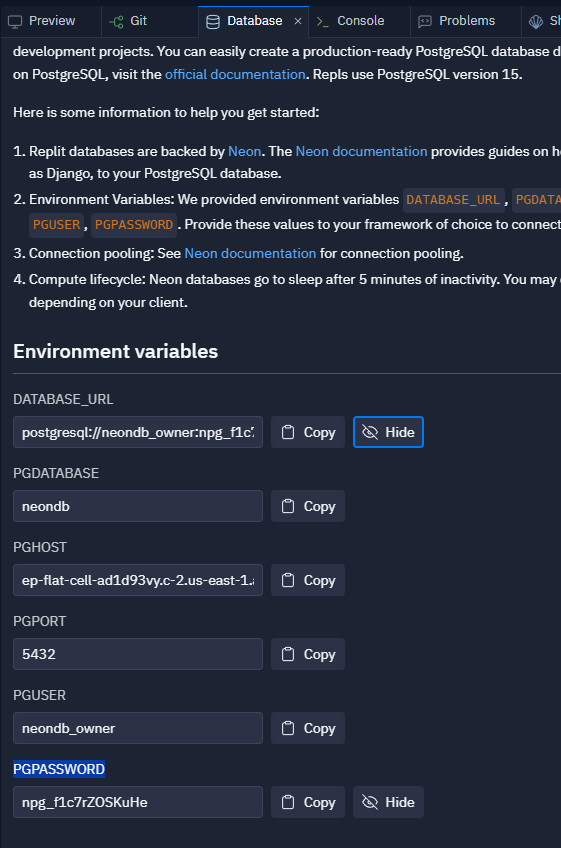 Preview Git Database × Console Problems Sh
development projects. You can easily create a production-ready PostgreSQL database d
on PostgreSQL, visit the official documentation. Repls use PostgreSQL version 15.
Here is some information to help you get started:
1. Replit databases are backed by Neon. The Neon documentation provides guides on h
as Django, to your PostgreSQL database.
2. Environment Variables: We provided environment variables DATABASE_URL , PGDATA
PGUSER , PGPASSWORD . Provide these values to your framework of choice to connect
3. Connection pooling: See Neon documentation for connection pooling.
4. Compute lifecycle: Neon databases go to sleep after 5 minutes of inactivity. You may
depending on your client.
Environment variables
DATABASE_URL
postgresql://neondb_owner:npg_f1c7 Copy Hide
PGDATABASE
neondb Copy
PGHOST
ep-flat-cell-ad1d93vy.c-2.us-east-1.a Copy
PGPORT
5432 Copy
PGUSER
neondb_owner Copy
PGPASSWORD
npg_f1c7rZOSKuHe Copy Hide